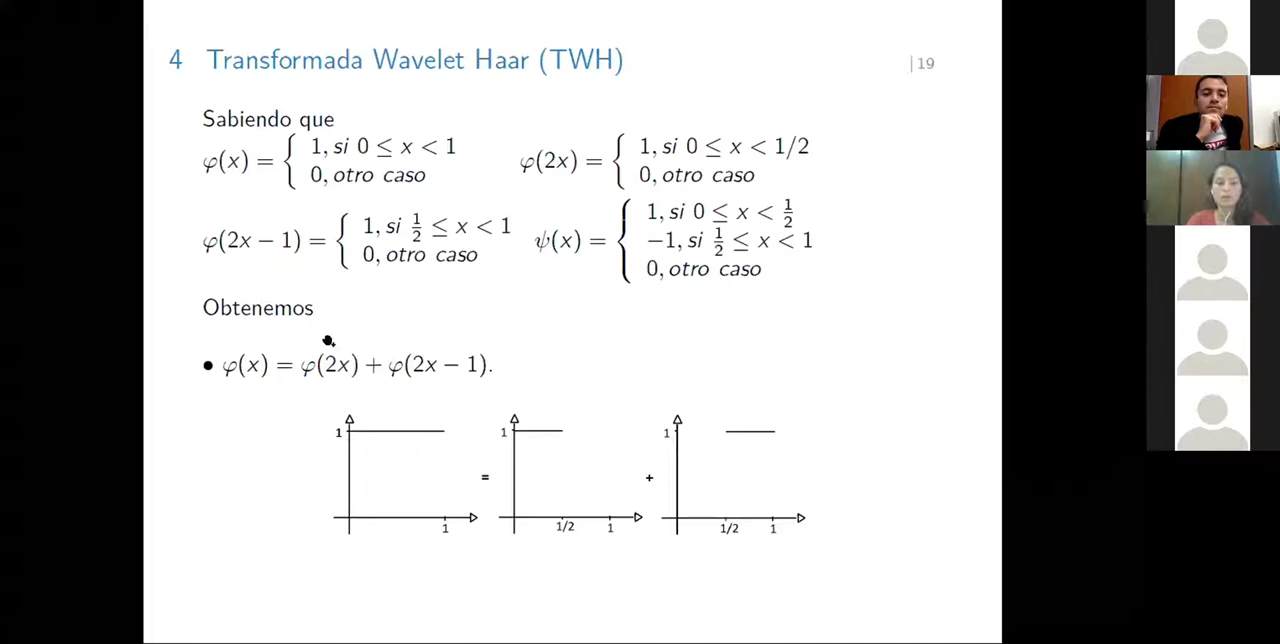 4 Transformada Wavelet Haar (TWH) | 19
Sabiendo que
φ(x) = { 1, si 0 ≤ x < 1
0, otro caso
φ(2x) = { 1, si 0 ≤ x < 1/2
0, otro caso
φ(2x − 1) = { 1, si 1/2 ≤ x < 1
0, otro caso
ψ(x) = { 1, si 0 ≤ x < 1/2
−1, si 1/2 ≤ x < 1
0, otro caso
Obtenemos
• φ(x) = φ(2x) + φ(2x − 1).
1 1 1
= +
1 1/2 1 1/2 1